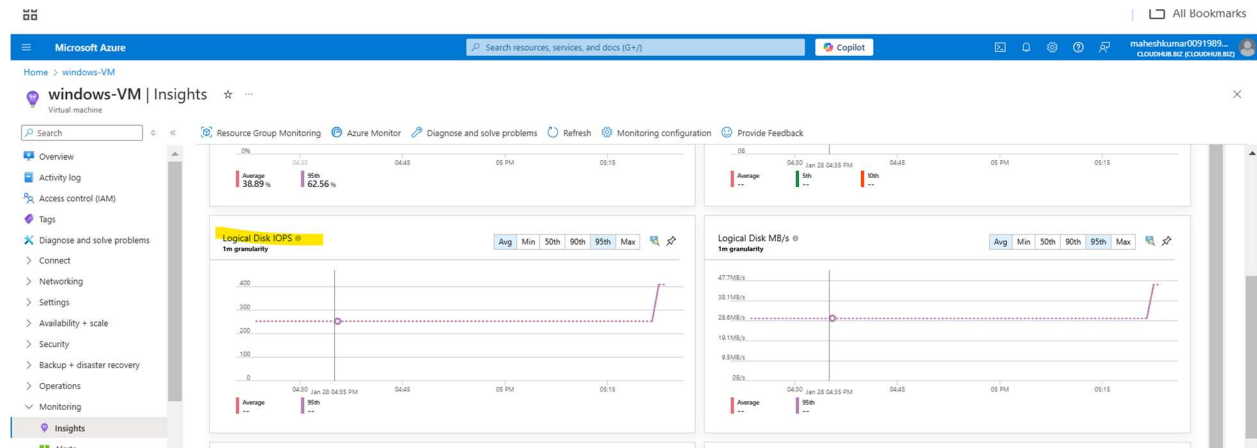 All Bookmarks
Microsoft Azure
Search resources, services, and docs (G+/)
Copilot
maheshkumar0091989...
CLOUDHUB.BIZ (CLOUDHUB.BIZ)
Home > windows-VM
windows-VM | Insights
Virtual machine
Search
Resource Group Monitoring
Azure Monitor
Diagnose and solve problems
Refresh
Monitoring configuration
Provide Feedback
Overview
Activity log
Access control (IAM)
Tags
Diagnose and solve problems
Connect
Networking
Settings
Availability + scale
Security
Backup + disaster recovery
Operations
Monitoring
Insights
Alerts
0%
04:30
04:45
05 PM
05:15
Average
38.89 %
95th
62.56 %
0B
04:30 Jan 28 04:35 PM
04:45
05 PM
05:15
Average
--
5th
--
10th
--
Logical Disk IOPS
1m granularity
Avg Min 50th 90th 95th Max
400
300
200
100
0
04:30 Jan 28 04:35 PM
04:45
05 PM
05:15
Average
--
95th
--
Logical Disk MB/s
1m granularity
Avg Min 50th 90th 95th Max
47.7MB/s
38.1MB/s
28.6MB/s
19.1MB/s
9.5MB/s
0B/s
04:30 Jan 28 04:35 PM
04:45
05 PM
05:15
Average
--
95th
--